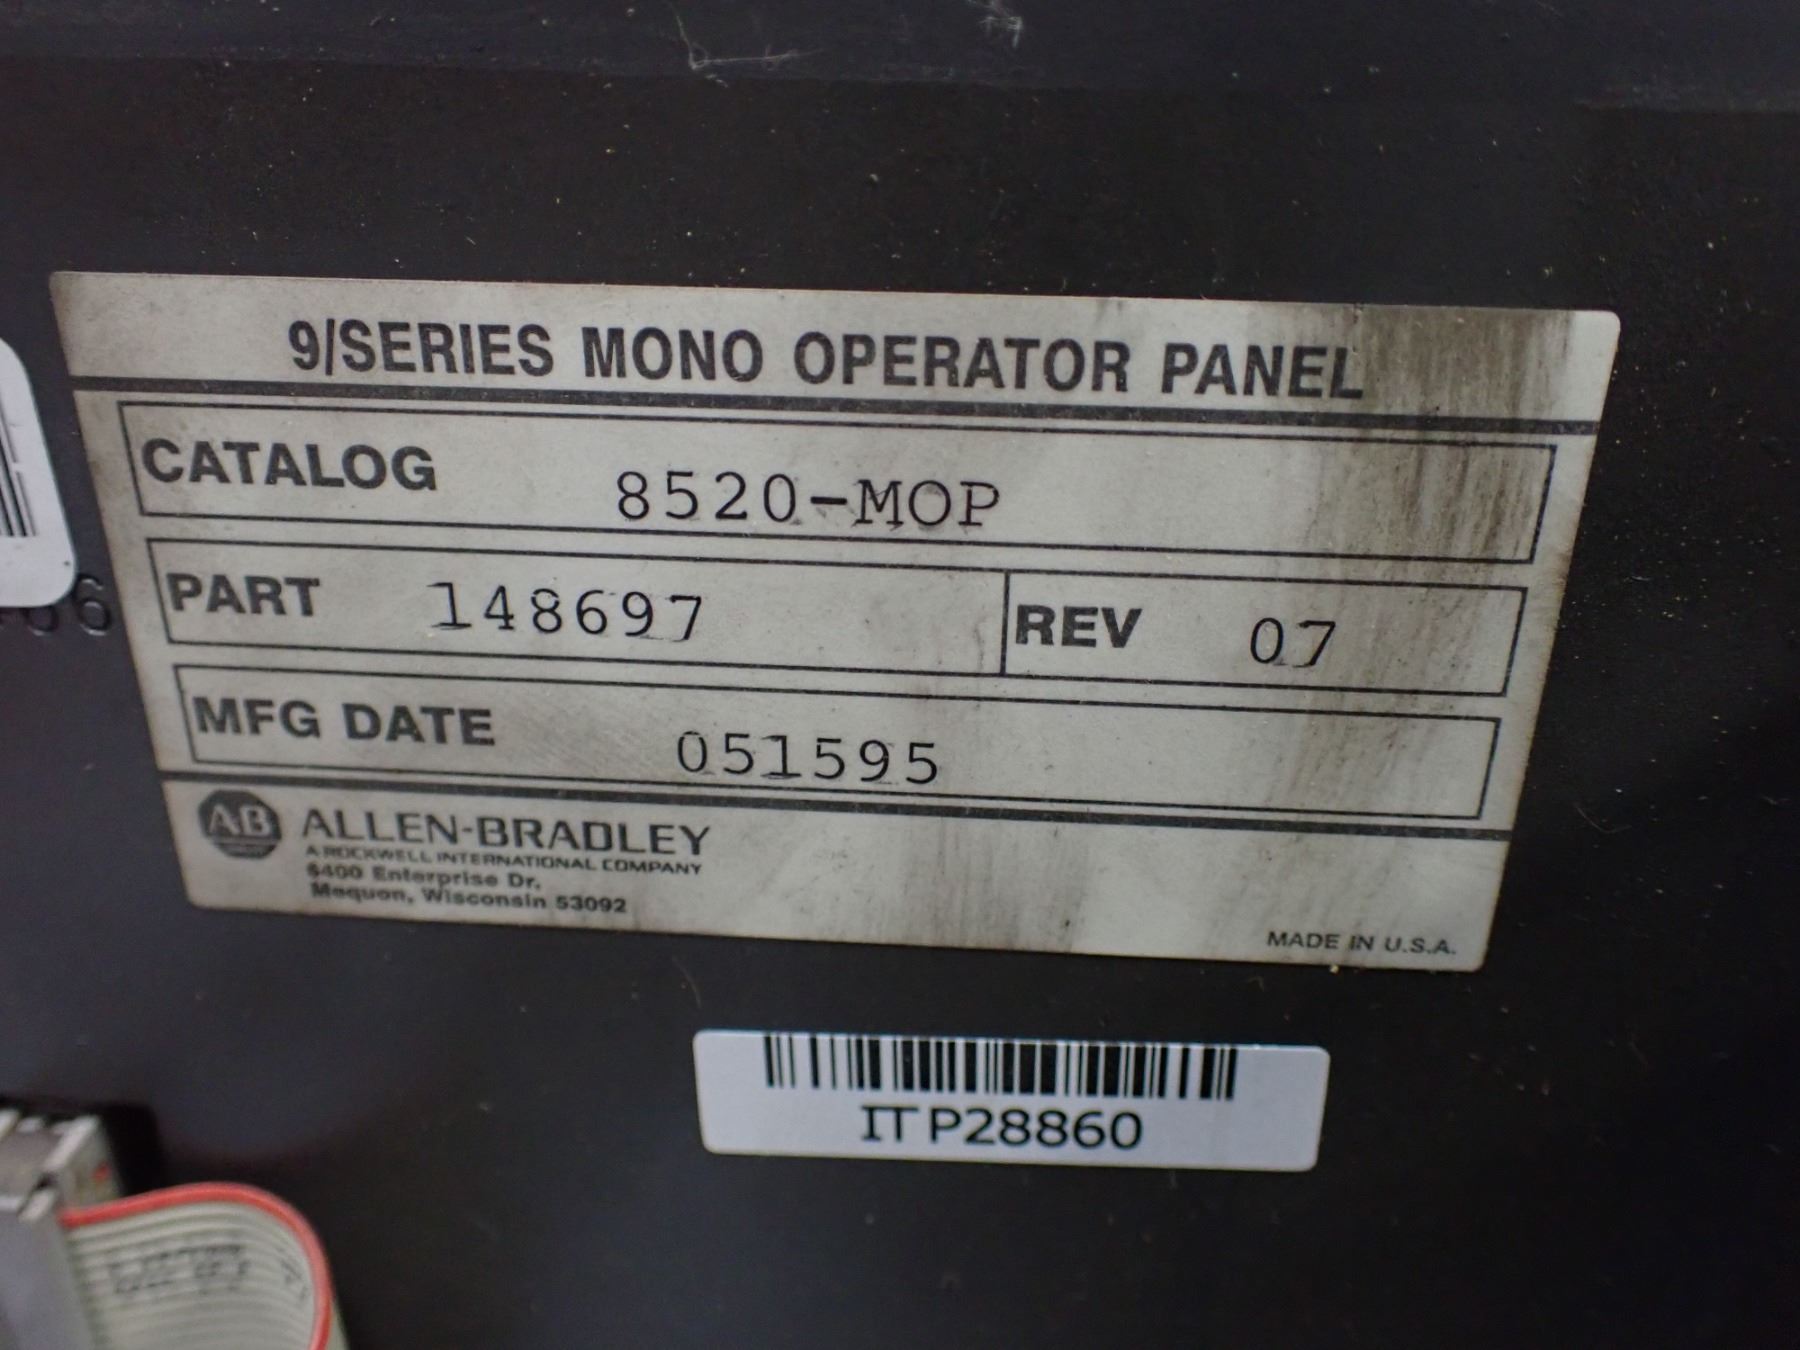 9/SERIES MONO OPERATOR PANEL
CATALOG 8520-MOP
PART 148697 REV 07
MFG DATE 051595
AB ALLEN-BRADLEY
A ROCKWELL INTERNATIONAL COMPANY
6400 Enterprise Dr.
Mequon, Wisconsin 53092
MADE IN U.S.A.
ITP28860